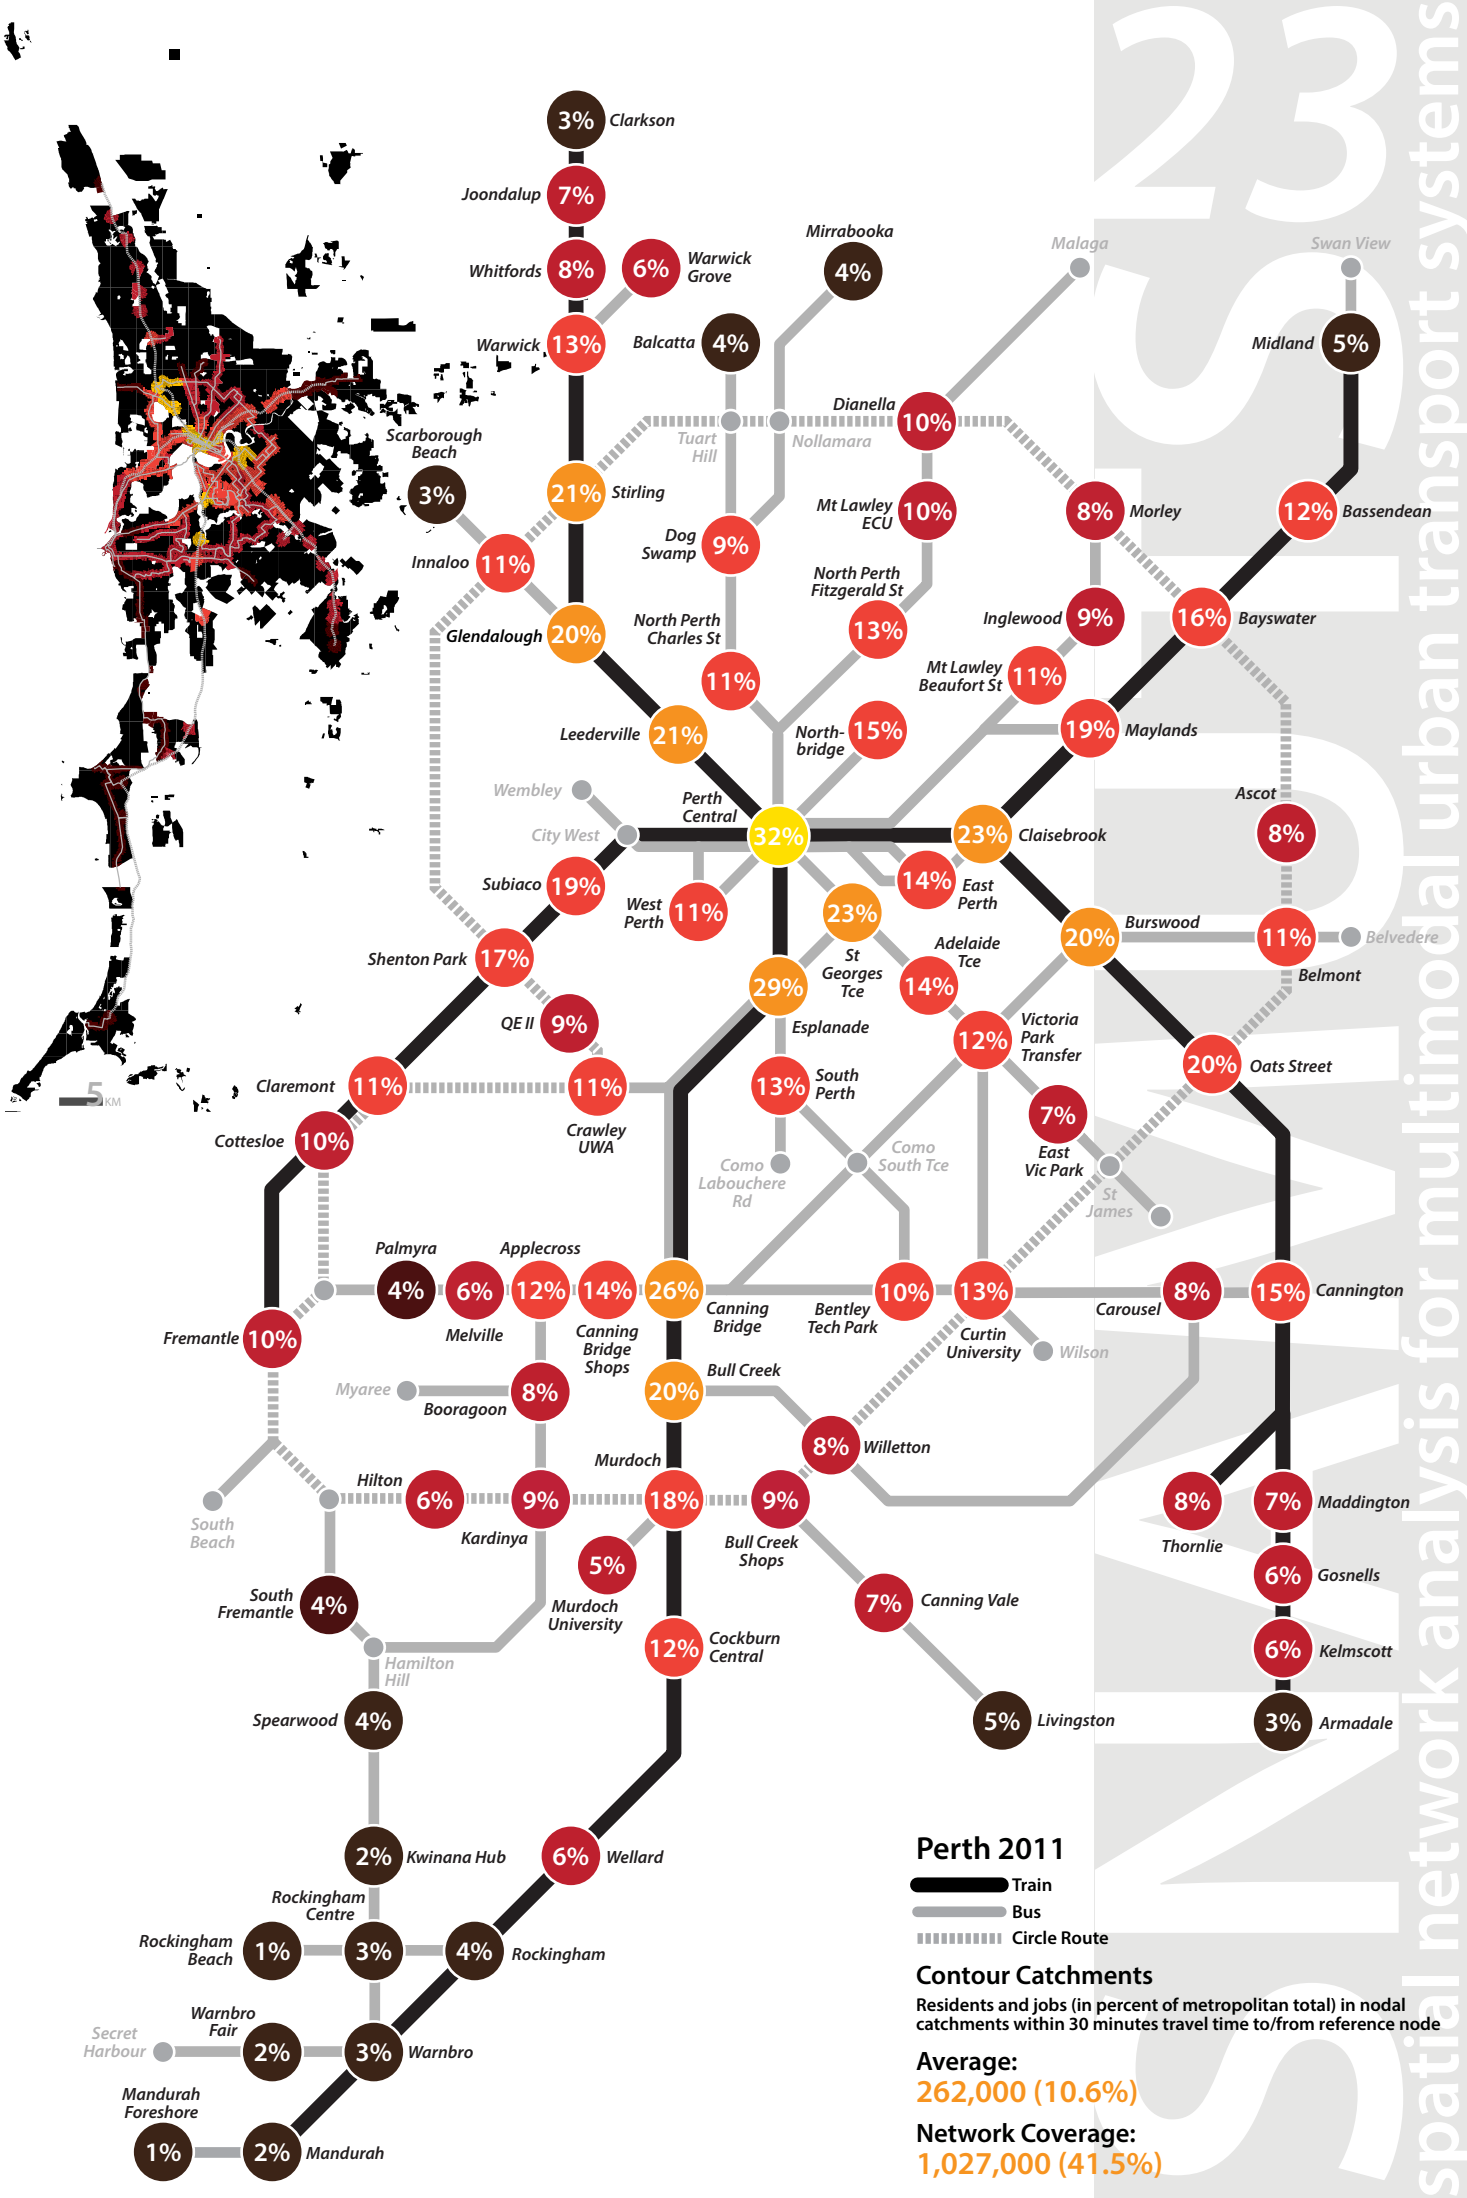 23
SNAMUTS
spatial network analysis for multimodal urban transport systems
3%
Clarkson
Joondalup
7%
Whitfords
8%
6%
Warwick
Grove
Mirrabooka
4%
Malaga
Swan View
Warwick
13%
Balcatta
4%
Midland
5%
Scarborough
Beach
3%
Dianella
10%
Tuart
Hill
Nollamara
21%
Stirling
Mt Lawley
ECU
10%
8%
Morley
12%
Bassendean
Innaloo
11%
Dog
Swamp
9%
North Perth
Fitzgerald St
13%
Glendalough
20%
North Perth
Charles St
11%
Inglewood
9%
16%
Bayswater
Mt Lawley
Beaufort St
11%
Leederville
21%
North-
bridge
15%
19%
Maylands
Wembley
City West
Perth
Central
32%
23%
Claisebrook
Ascot
8%
Subiaco
19%
West
Perth
11%
23%
St
Georges
Tce
14%
East
Perth
20%
Burswood
11%
Belmont
Belvedere
Shenton Park
17%
Adelaide
Tce
14%
29%
Esplanade
QE II
9%
12%
Victoria
Park
Transfer
20%
Oats Street
5 KM
Claremont
11%
11%
Crawley
UWA
13%
South
Perth
7%
East
Vic Park
Cottesloe
10%
Como
Labouchere
Rd
Como
South Tce
St
James
Palmyra
4%
6%
Melville
Applecross
12%
14%
Canning
Bridge
Shops
26%
Canning
Bridge
10%
Bentley
Tech Park
13%
Curtin
University
8%
Carousel
15%
Cannington
Fremantle
10%
Wilson
Myaree
8%
Booragoon
20%
Bull Creek
8%
Willetton
Murdoch
18%
Hilton
6%
9%
Kardinya
9%
Bull Creek
Shops
8%
Thornlie
7%
Maddington
South
Beach
5%
Murdoch
University
6%
Gosnells
South
Fremantle
4%
7%
Canning Vale
12%
Cockburn
Central
6%
Kelmscott
Hamilton
Hill
Spearwood
4%
5%
Livingston
3%
Armadale
2%
Kwinana Hub
6%
Wellard
Rockingham
Centre
3%
Rockingham
Beach
1%
4%
Rockingham
Warnbro
Fair
2%
Secret
Harbour
3%
Warnbro
Mandurah
Foreshore
1%
2%
Mandurah
Perth 2011
Train
Bus
Circle Route
Contour Catchments
Residents and jobs (in percent of metropolitan total) in nodal
catchments within 30 minutes travel time to/from reference node
Average:
262,000 (10.6%)
Network Coverage:
1,027,000 (41.5%)